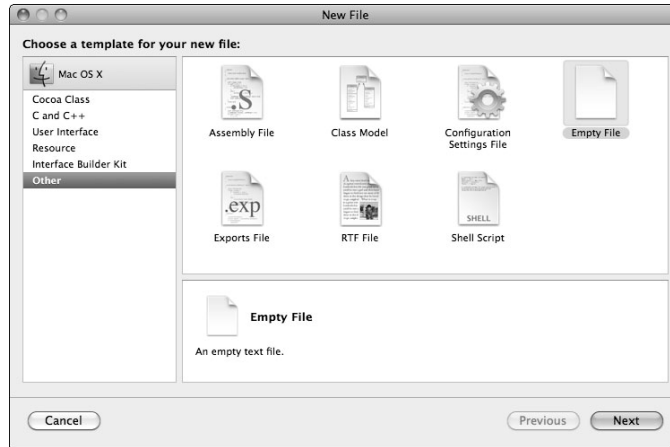 New File
Choose a template for your new file:
Mac OS X
Cocoa Class
C and C++
User Interface
Resource
Interface Builder Kit
Other
.S
Assembly File
Class Model
Configuration
Settings File
Empty File
.exp
Exports File
RTF File
SHELL
Shell Script
Empty File
An empty text file.
Cancel
Previous
Next